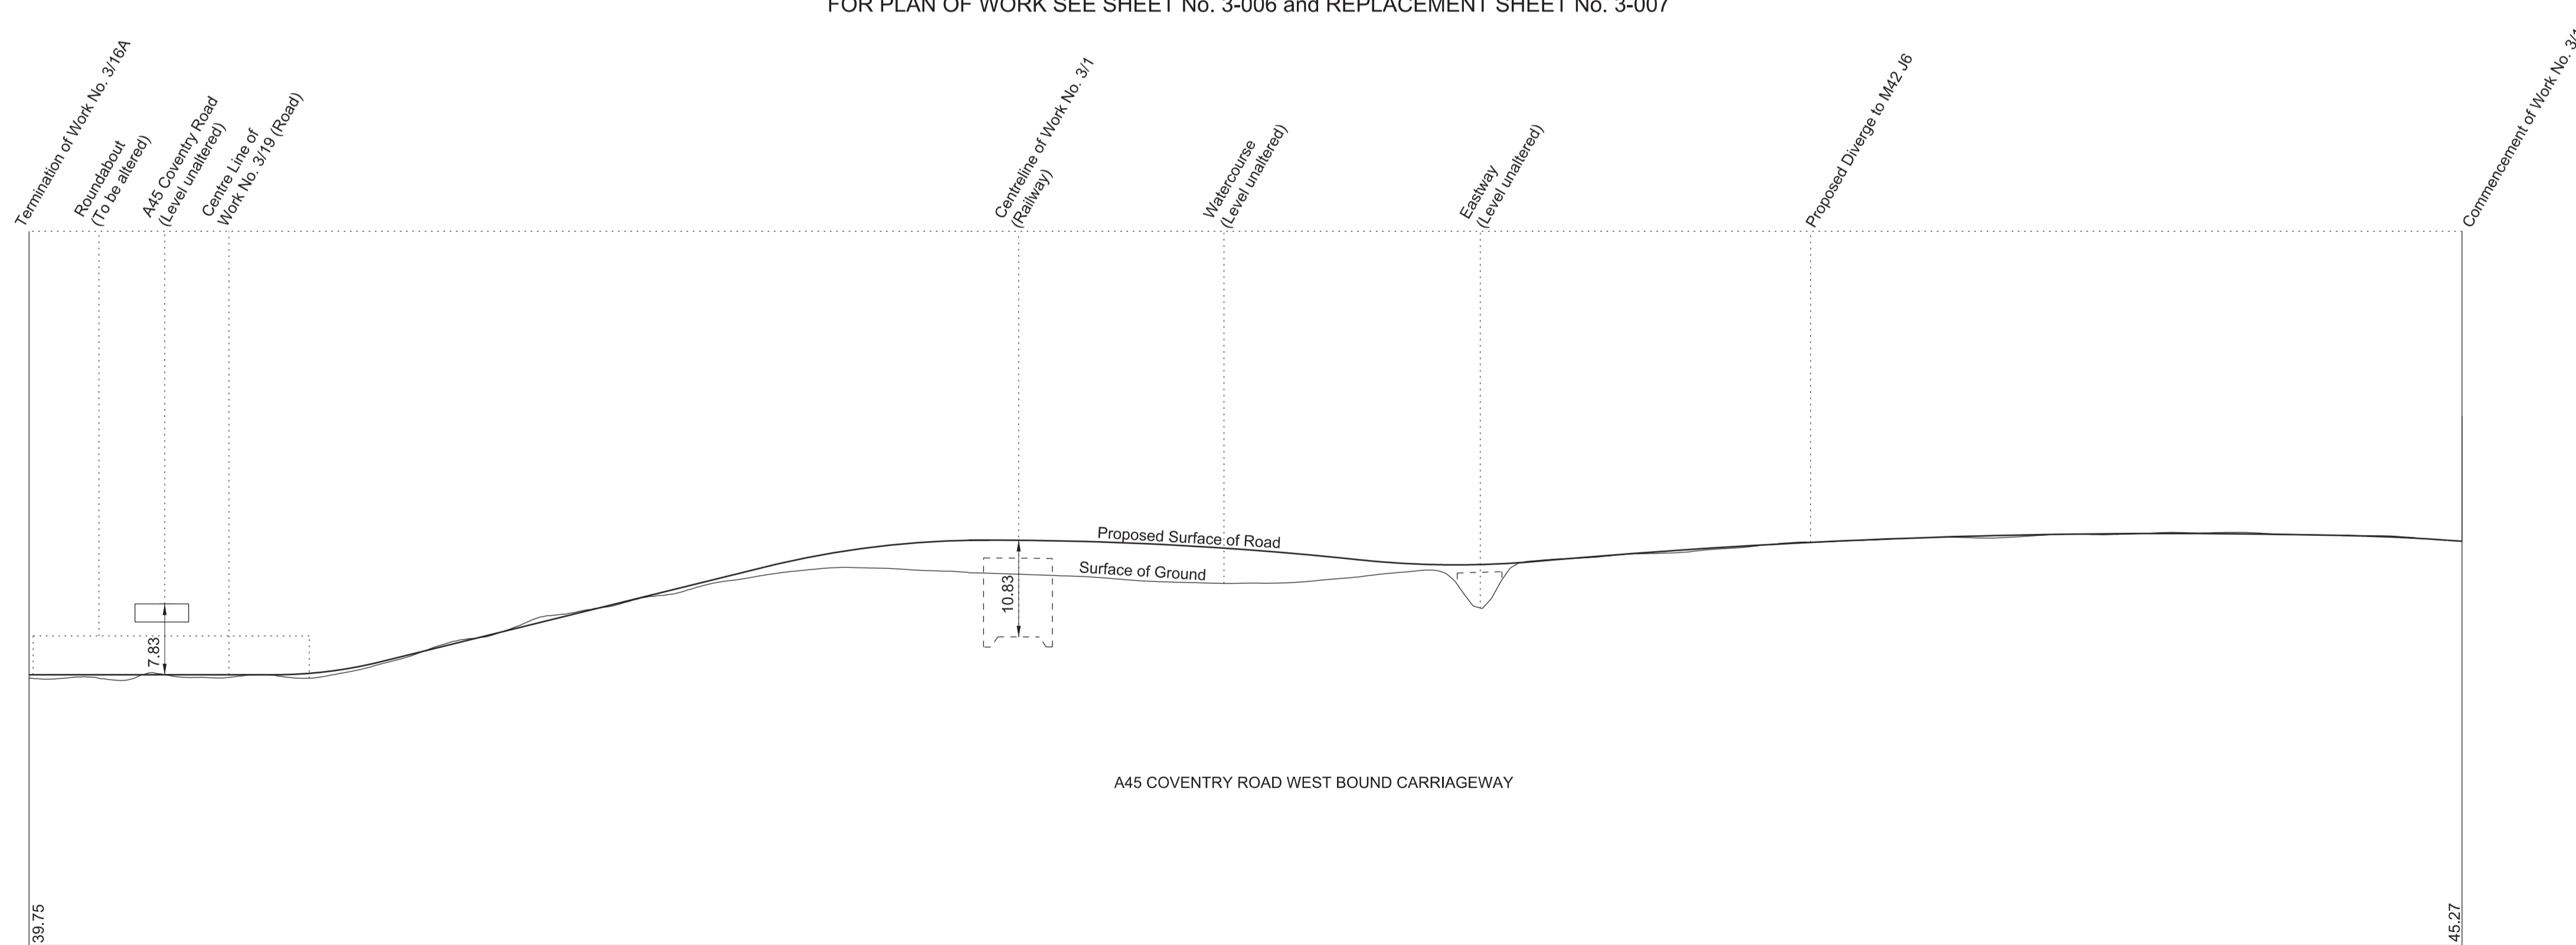 FOR PLAN OF WORK SEE SHEET No. 3-006 and REPLACEMENT SHEET No. 3-007
Termination of Work No. 3/16A
Roundabout
(To be altered)
A45 Coventry Road
(Level unaltered)
Centre Line of
Work No. 3/19 (Road)
Centreline of Work No. 3/1
(Railway)
Watercourse
(Level unaltered)
Eastway
(Level unaltered)
Proposed Diverge to M42 J6
Commencement of Work No.
Proposed Surface of Road
Surface of Ground
10.83
7.83
A45 COVENTRY ROAD WEST BOUND CARRIAGEWAY
39.75
45.27